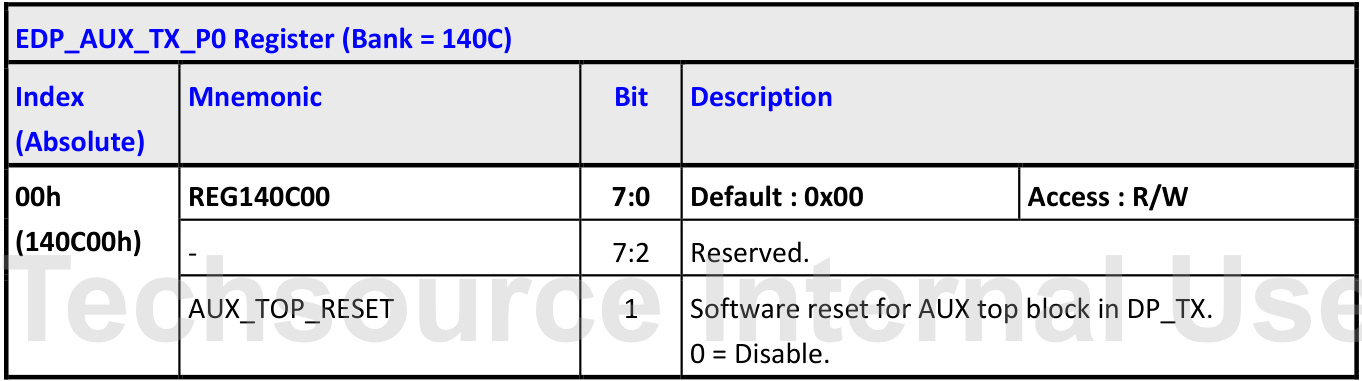 EDP_AUX_TX_P0 Register (Bank = 140C)
Index (Absolute) Mnemonic Bit Description
00h (140C00h) REG140C00 7:0 Default : 0x00 Access : R/W
- 7:2 Reserved.
AUX_TOP_RESET 1 Software reset for AUX top block in DP_TX.
0 = Disable.
Techsource Internal Use